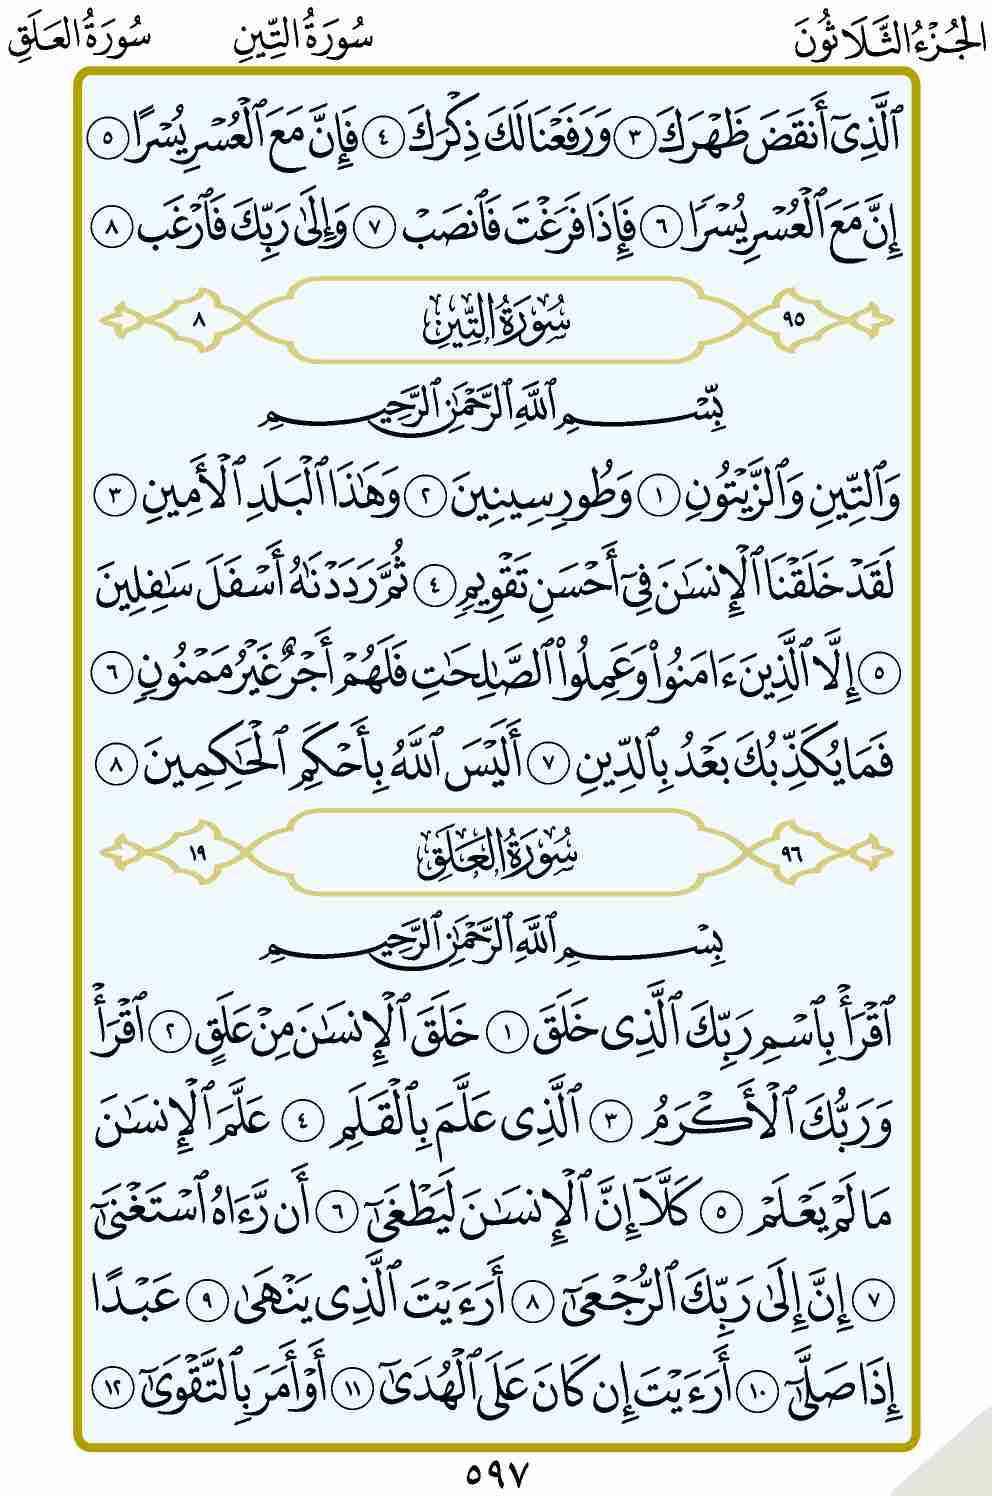 الجُزْءُ الثَّلَاثُونَ سُورَةُ التِّينِ سُورَةُ العَلَقِ
ٱلَّذِىٓ أَنقَضَ ظَهْرَكَ ٣ وَرَفَعْنَا لَكَ ذِكْرَكَ ٤ فَإِنَّ مَعَ ٱلْعُسْرِ يُسْرًا ٥
إِنَّ مَعَ ٱلْعُسْرِ يُسْرًا ٦ فَإِذَا فَرَغْتَ فَٱنصَبْ ٧ وَإِلَىٰ رَبِّكَ فَٱرْغَب ٨
٩٥ سُورَةُ التِّينِ ٨
بِّسْمِ ٱللَّهِ ٱلرَّحْمَٰنِ ٱلرَّحِيمِ
وَٱلتِّينِ وَٱلزَّيْتُونِ ١ وَطُورِ سِينِينَ ٢ وَهَٰذَا ٱلْبَلَدِ ٱلْأَمِينِ ٣
لَقَدْ خَلَقْنَا ٱلْإِنسَٰنَ فِىٓ أَحْسَنِ تَقْوِيمٍ ٤ ثُمَّ رَدَدْنَٰهُ أَسْفَلَ سَٰفِلِينَ
٥ إِلَّا ٱلَّذِينَ ءَامَنُوا۟ وَعَمِلُوا۟ ٱلصَّٰلِحَٰتِ فَلَهُمْ أَجْرٌ غَيْرُ مَمْنُونٍ ٦
فَمَا يُكَذِّبُكَ بَعْدُ بِٱلدِّينِ ٧ أَلَيْسَ ٱللَّهُ بِأَحْكَمِ ٱلْحَٰكِمِينَ ٨
٩٦ سُورَةُ العَلَقِ ١٩
بِسْمِ ٱللَّهِ ٱلرَّحْمَٰنِ ٱلرَّحِيمِ
ٱقْرَأْ بِٱسْمِ رَبِّكَ ٱلَّذِى خَلَقَ ١ خَلَقَ ٱلْإِنسَٰنَ مِنْ عَلَقٍ ٢ ٱقْرَأْ
وَرَبُّكَ ٱلْأَكْرَمُ ٣ ٱلَّذِى عَلَّمَ بِٱلْقَلَمِ ٤ عَلَّمَ ٱلْإِنسَٰنَ
مَا لَمْ يَعْلَمْ ٥ كَلَّآ إِنَّ ٱلْإِنسَٰنَ لَيَطْغَىٰٓ ٦ أَن رَّءَاهُ ٱسْتَغْنَىٰٓ
٧ إِنَّ إِلَىٰ رَبِّكَ ٱلرُّجْعَىٰٓ ٨ أَرَءَيْتَ ٱلَّذِى يَنْهَىٰ ٩ عَبْدًا
إِذَا صَلَّىٰٓ ١٠ أَرَءَيْتَ إِن كَانَ عَلَى ٱلْهُدَىٰٓ ١١ أَوْ أَمَرَ بِٱلتَّقْوَىٰٓ ١٢
٥٩٧